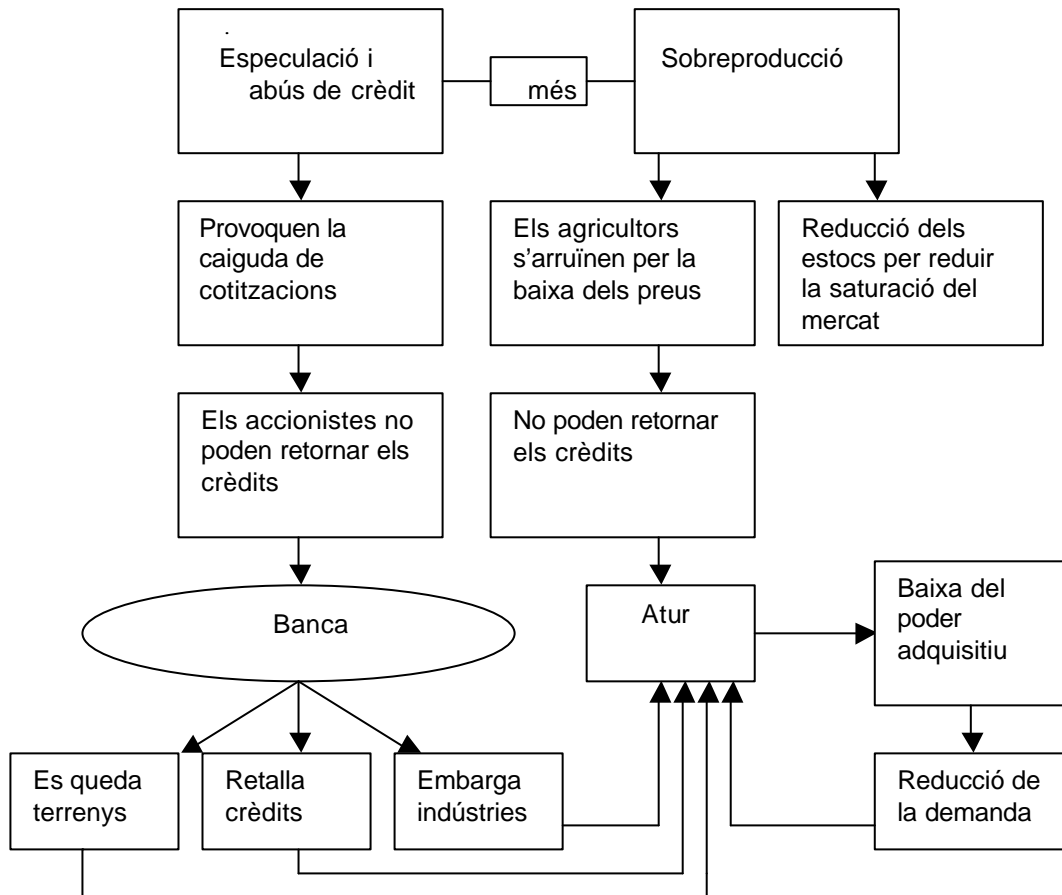 Especulació i
abús de crèdit
més
Sobreproducció
Provoquen la
caiguda de
cotitzacions
Els agricultors
s’arruïnen per la
baixa dels preus
Reducció dels
estocs per reduir
la saturació del
mercat
Els accionistes no
poden retornar els
crèdits
No poden retornar
els crèdits
Banca
Atur
Baixa del
poder
adquisitiu
Es queda
terrenys
Retalla
crèdits
Embarga
indústries
Reducció de
la demanda